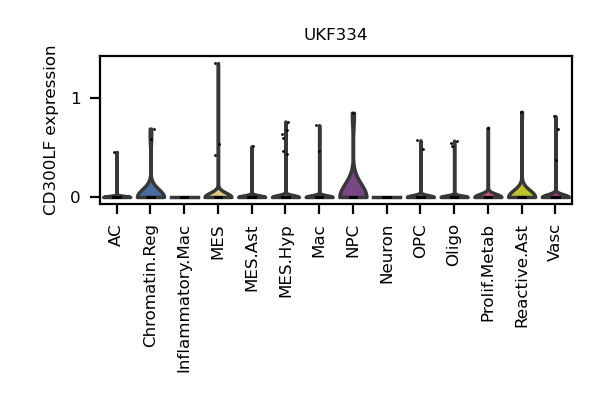 UKF334
CD300LF expression
1
0
AC
Chromatin.Reg
Inflammatory.Mac
MES
MES.Ast
MES.Hyp
Mac
NPC
Neuron
OPC
Oligo
Prolif.Metab
Reactive.Ast
Vasc